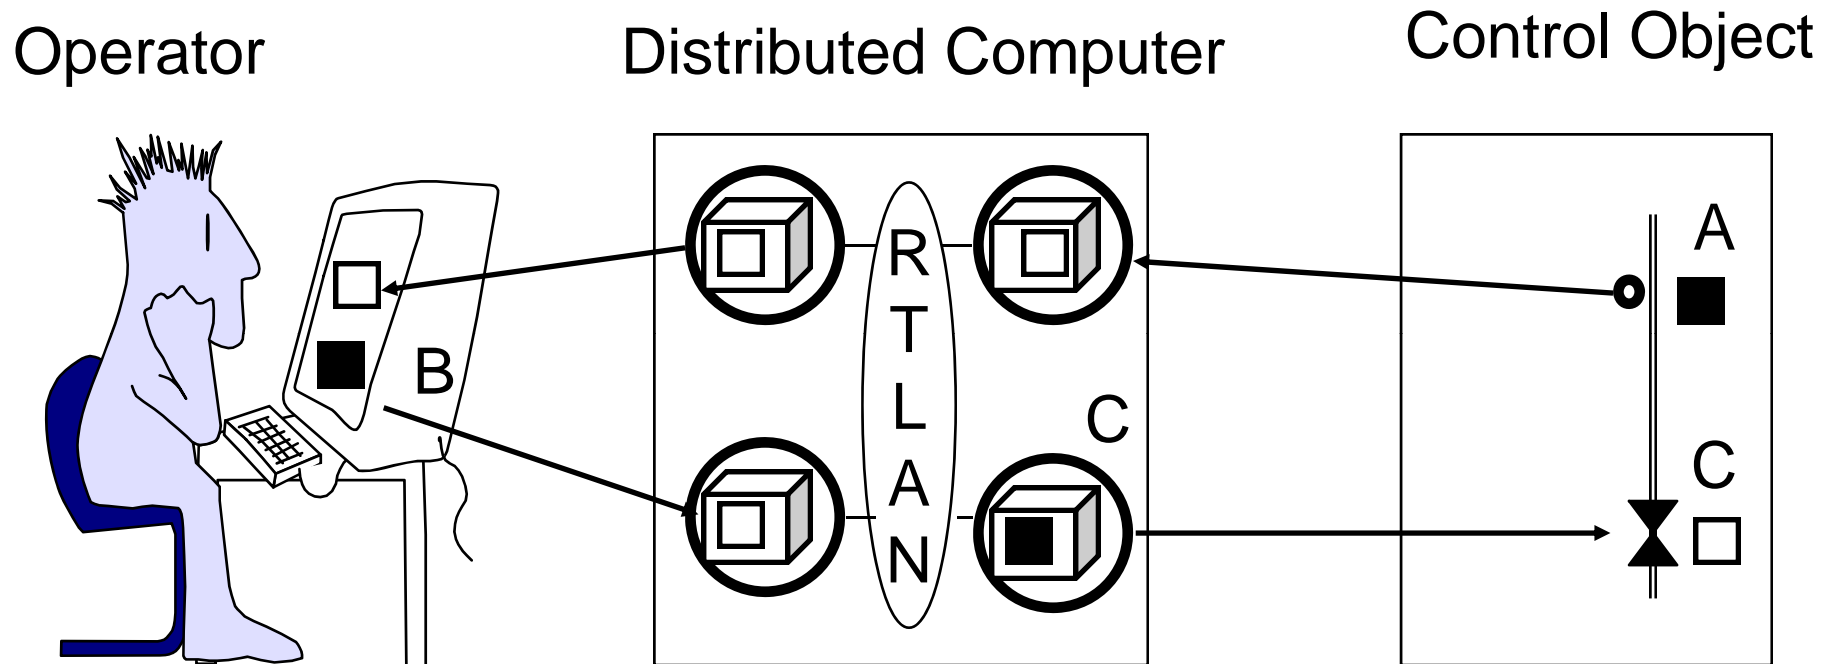 Operator
Distributed Computer
Control Object
B
R
T
L
A
N
C
A
C